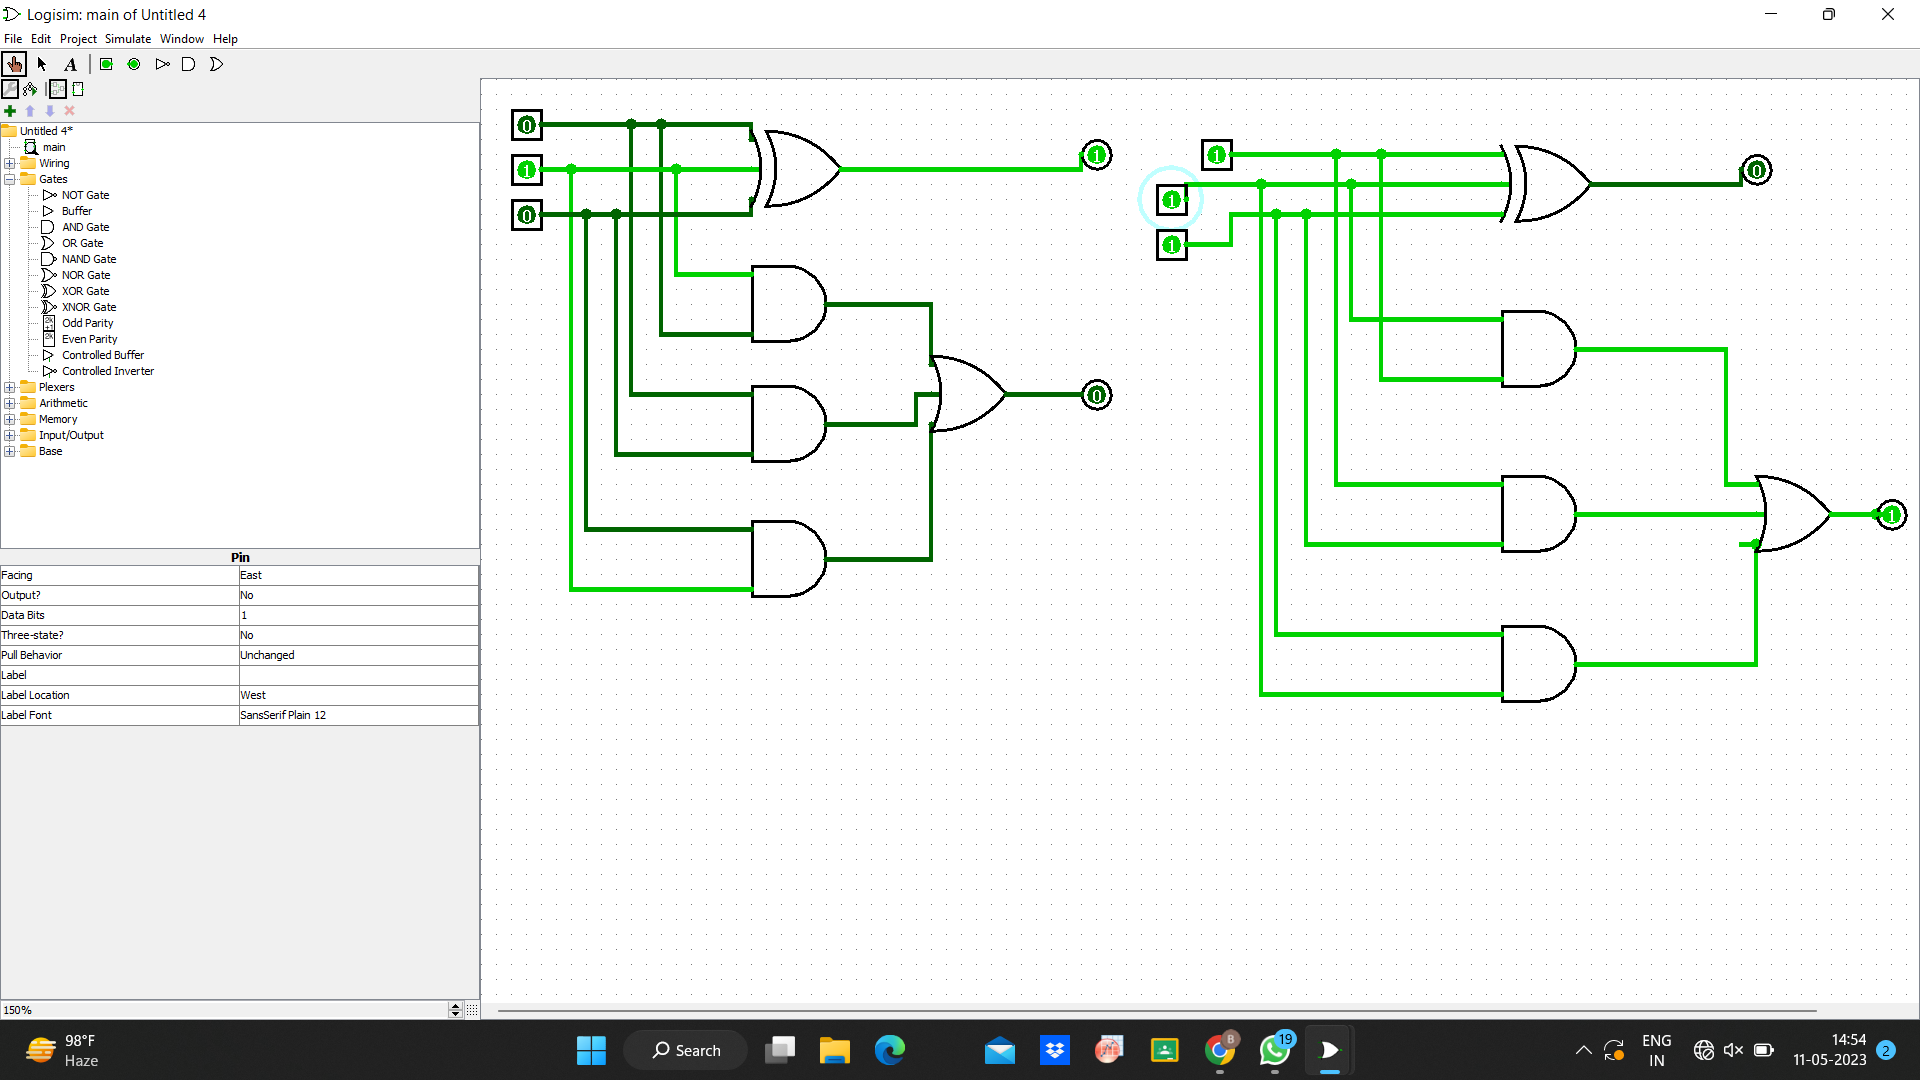 Logisim: main of Untitled 4
File Edit Project Simulate Window Help
A
Untitled 4*
main
Wiring
Gates
NOT Gate
Buffer
AND Gate
OR Gate
NAND Gate
NOR Gate
XOR Gate
XNOR Gate
Odd Parity
Even Parity
Controlled Buffer
Controlled Inverter
Plexers
Arithmetic
Memory
Input/Output
Base
Pin
Facing East
Output? No
Data Bits 1
Three-state? No
Pull Behavior Unchanged
Label
Label Location West
Label Font SansSerif Plain 12
150%
0
1
0
1
0
1
1
1
0
1
98°F
Haze
Search
B
19
ENG
IN
14:54
11-05-2023
2